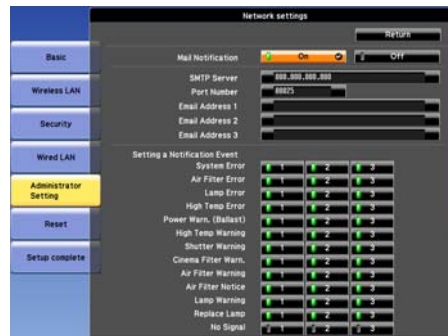 Network settings
Return
Basic
Wireless LAN
Security
Wired LAN
Administrator
Setting
Reset
Setup complete
Mail Notification On Off
SMTP Server 000.000.000.000
Port Number 00025
Email Address 1
Email Address 2
Email Address 3
Setting a Notification Event
System Error 1 2 3
Air Filter Error 1 2 3
Lamp Error 1 2 3
High Temp Error 1 2 3
Power Warn. (Ballast) 1 2 3
High Temp Warning 1 2 3
Shutter Warning 1 2 3
Cinema Filter Warn. 1 2 3
Air Filter Warning 1 2 3
Air Filter Notice 1 2 3
Lamp Warning 1 2 3
Replace Lamp 1 2 3
No Signal 1 2 3